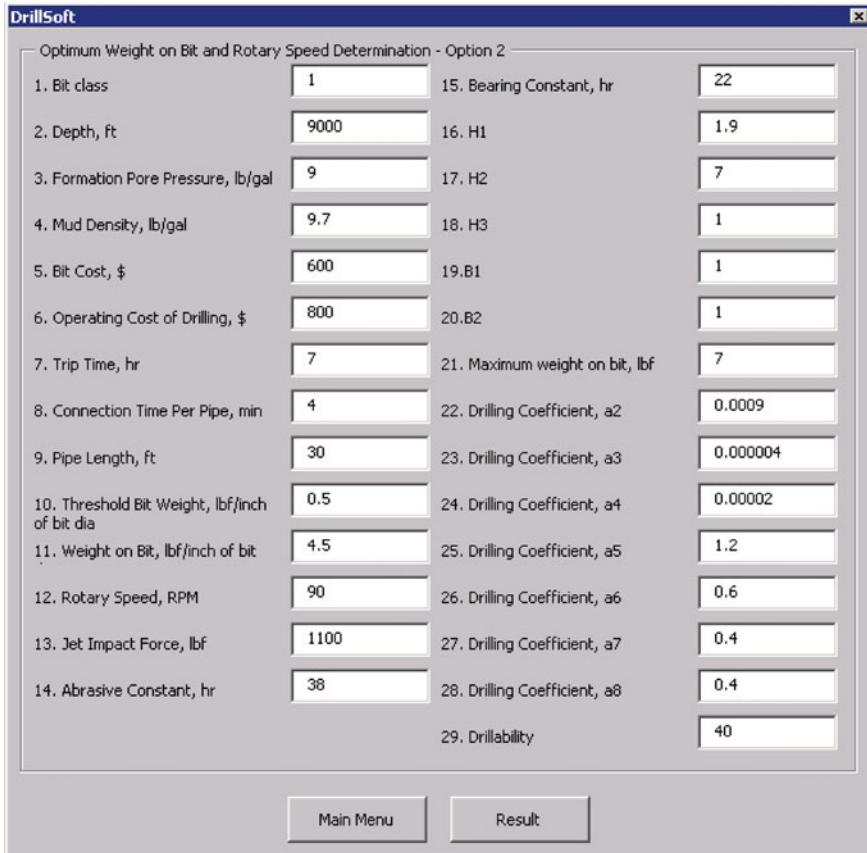 DrillSoft
Optimum Weight on Bit and Rotary Speed Determination - Option 2
1. Bit class 1
2. Depth, ft 9000
3. Formation Pore Pressure, lb/gal 9
4. Mud Density, lb/gal 9.7
5. Bit Cost, $ 600
6. Operating Cost of Drilling, $ 800
7. Trip Time, hr 7
8. Connection Time Per Pipe, min 4
9. Pipe Length, ft 30
10. Threshold Bit Weight, lbf/inch 0.5
of bit dia
11. Weight on Bit, lbf/inch of bit 4.5
12. Rotary Speed, RPM 90
13. Jet Impact Force, lbf 1100
14. Abrasive Constant, hr 38
15. Bearing Constant, hr 22
16. H1 1.9
17. H2 7
18. H3 1
19.B1 1
20.B2 1
21. Maximum weight on bit, lbf 7
22. Drilling Coefficient, a2 0.0009
23. Drilling Coefficient, a3 0.000004
24. Drilling Coefficient, a4 0.00002
25. Drilling Coefficient, a5 1.2
26. Drilling Coefficient, a6 0.6
27. Drilling Coefficient, a7 0.4
28. Drilling Coefficient, a8 0.4
29. Drillability 40
Main Menu Result